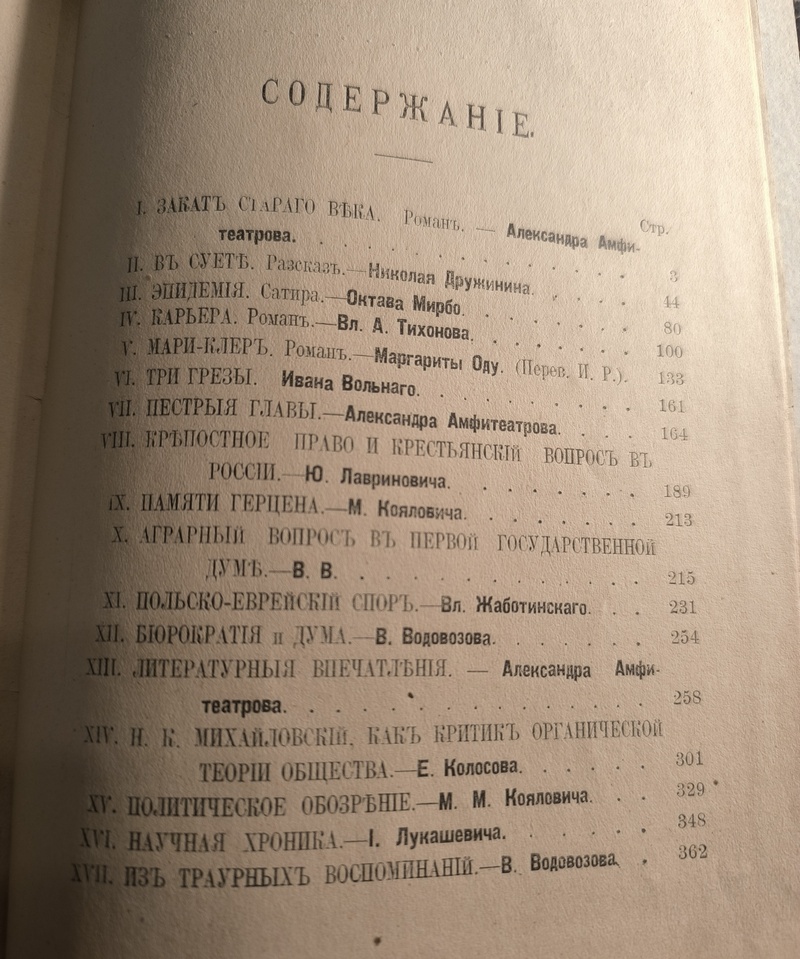 СОДЕРЖАНІЕ.
Стр.
I. ЗАКАТЪ СТАРАГО ВѢКА. Романъ. — Александра Амфи-
театрова. . . . . . . . . . . . . 3
II. ВЪ СУЕТѢ. Разсказъ.—Николая Дружинина. . . . . 44
III. ЭПИДЕМІЯ. Сатира.—Октава Мирбо. . . . . . . 80
IV. КАРЬЕРА. Романъ.—Вл. А. Тихонова. . . . . . . 100
V. МАРИ-КЛЕРЪ. Романъ.—Маргариты Оду. (Перев. И. Р.). 133
VI. ТРИ ГРЕЗЫ. Ивана Вольнаго. . . . . . . . 161
VII. ПЕСТРЫЯ ГЛАВЫ.—Александра Амфитеатрова. . . . 164
VIII. КРѢПОСТНОЕ ПРАВО И КРЕСТЬЯНСКІЙ ВОПРОСЪ ВЪ
РОССІИ.—Ю. Лавриновича. . . . . . . 189
IX. ПАМЯТИ ГЕРЦЕНА.—М. Кояловича. . . . . . . 213
X. АГРАРНЫЙ ВОПРОСЪ ВЪ ПЕРВОЙ ГОСУДАРСТВЕННОЙ
ДУМѢ.—В. В. . . . . . . . . . . . 215
XI. ПОЛЬСКО-ЕВРЕЙСКІЙ СПОРЪ.—Вл. Жаботинскаго. . . 231
XII. БЮРОКРАТІЯ и ДУМА.—В. Водовозова. . . . . . . 254
XIII. ЛИТЕРАТУРНЫЯ ВПЕЧАТЛѢНІЯ. — Александра Амфи-
театрова. . . . . . . . . . . . . 258
XIV. Н. К. МИХАЙЛОВСКІЙ, КАКЪ КРИТИКЪ ОРГАНИЧЕСКОЙ
ТЕОРІИ ОБЩЕСТВА.—Е. Колосова. . . . . . 301
XV. ПОЛИТИЧЕСКОЕ ОБОЗРѢНІЕ.—М. М. Кояловича. . . 329
XVI. НАУЧНАЯ ХРОНИКА.—І. Лукашевича. . . . . . 348
XVII. ИЗЪ ТРАУРНЫХЪ ВОСПОМИНАНІЙ.—В. Водовозова. . 362